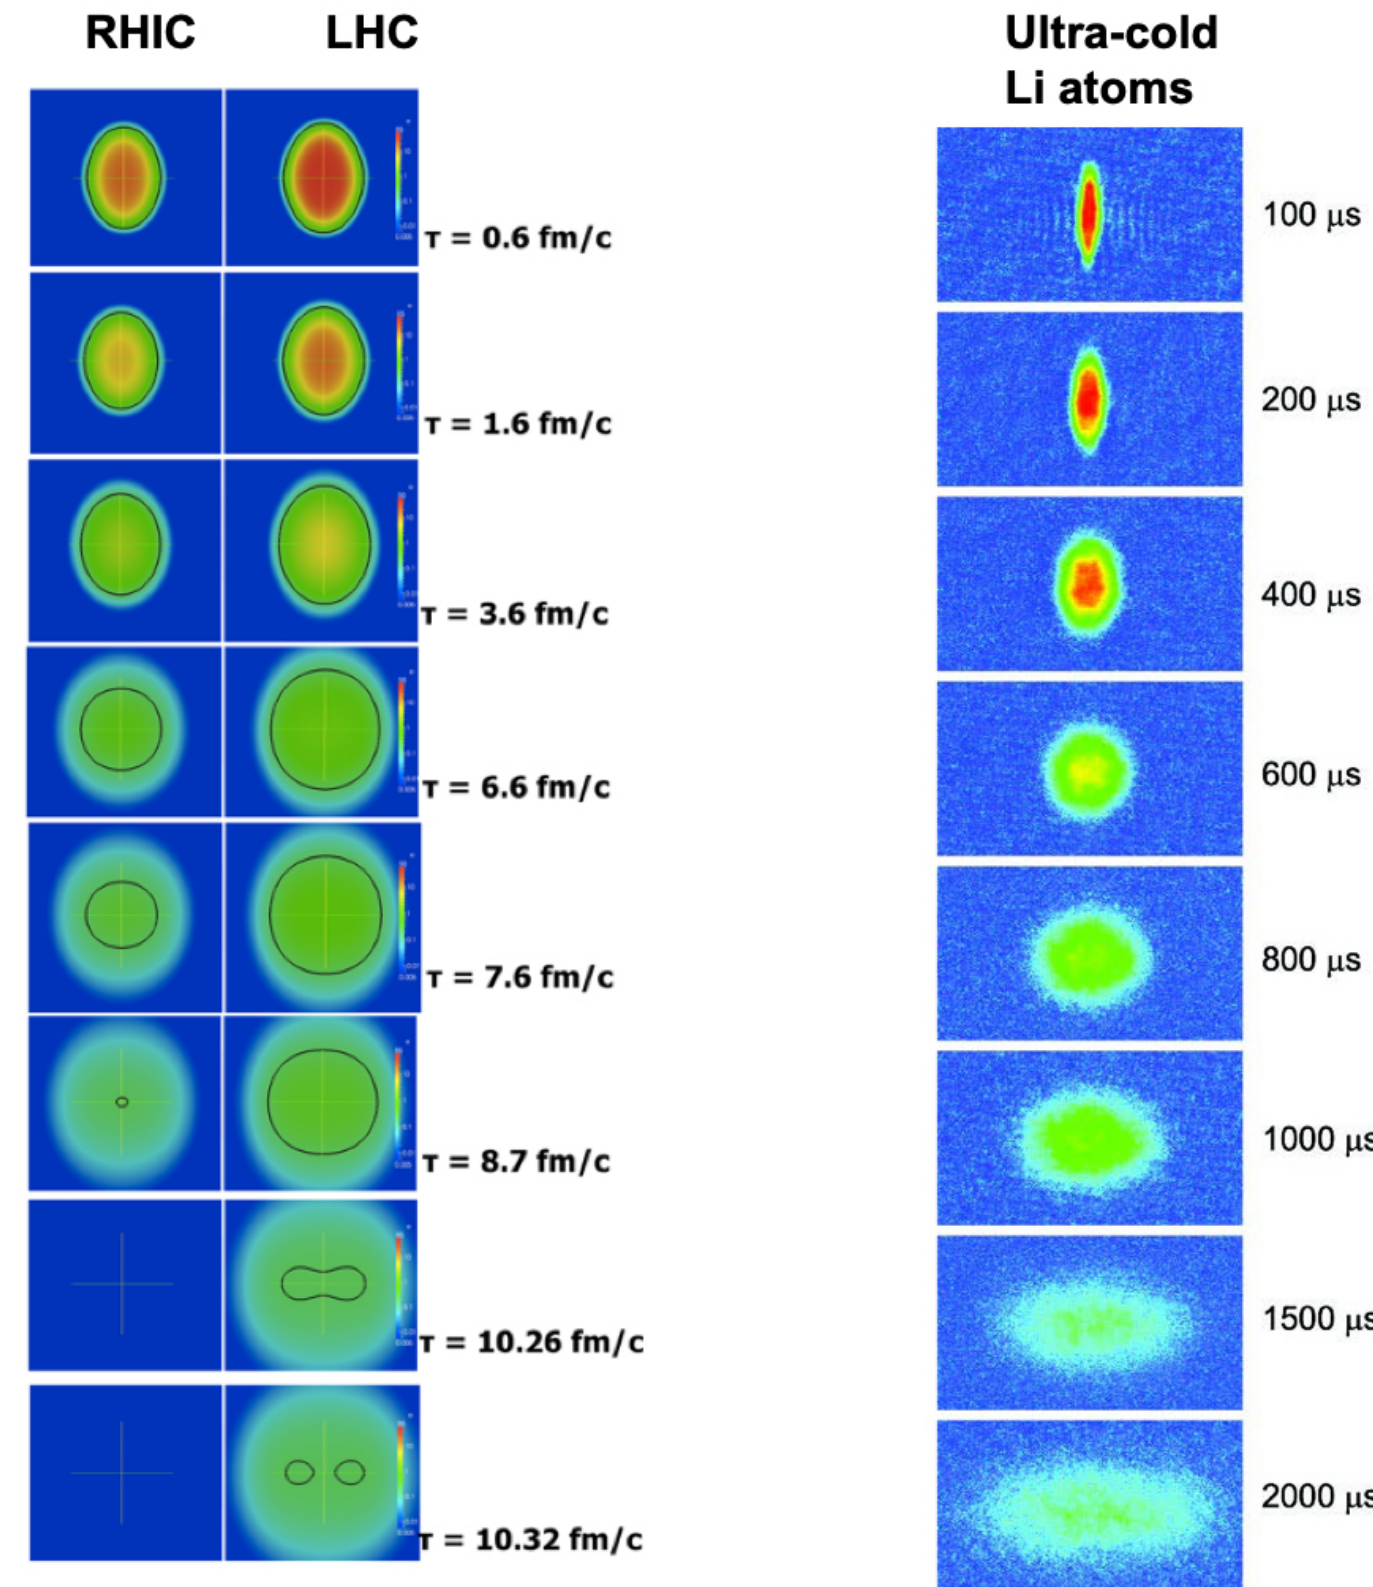 RHIC LHC
Ultra-cold
Li atoms
τ = 0.6 fm/c
τ = 1.6 fm/c
τ = 3.6 fm/c
τ = 6.6 fm/c
τ = 7.6 fm/c
τ = 8.7 fm/c
τ = 10.26 fm/c
τ = 10.32 fm/c
100 μs
200 μs
400 μs
600 μs
800 μs
1000 μs
1500 μs
2000 μs